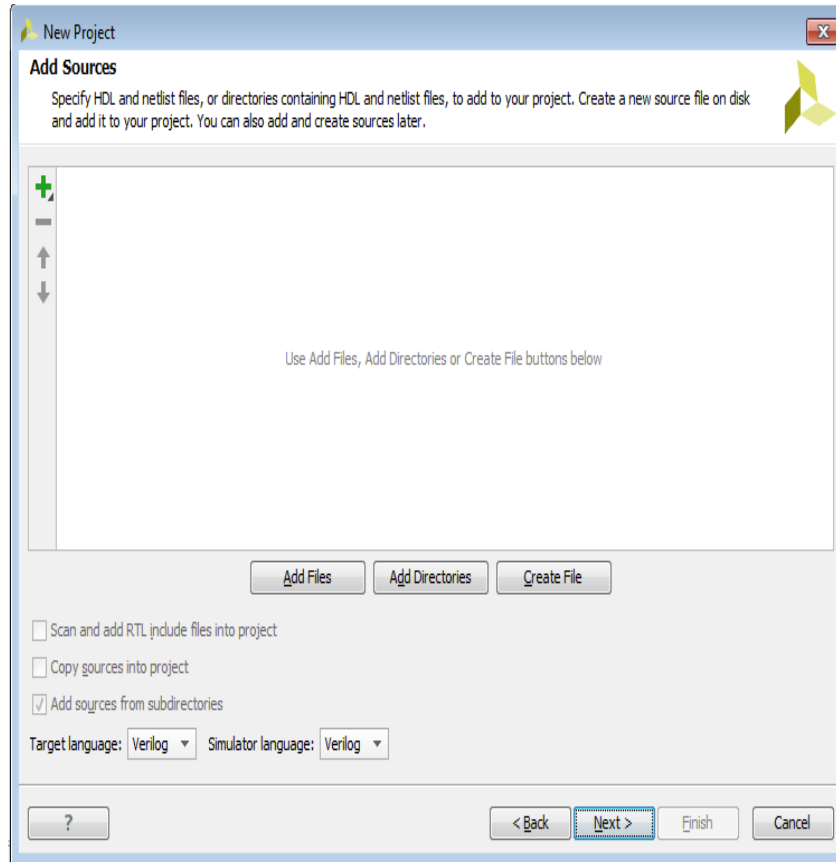 New Project
Add Sources
Specify HDL and netlist files, or directories containing HDL and netlist files, to add to your project. Create a new source file on disk
and add it to your project. You can also add and create sources later.
Use Add Files, Add Directories or Create File buttons below
Add Files Add Directories Create File
Scan and add RTL include files into project
Copy sources into project
Add sources from subdirectories
Target language: Verilog Simulator language: Verilog
? < Back Next > Finish Cancel